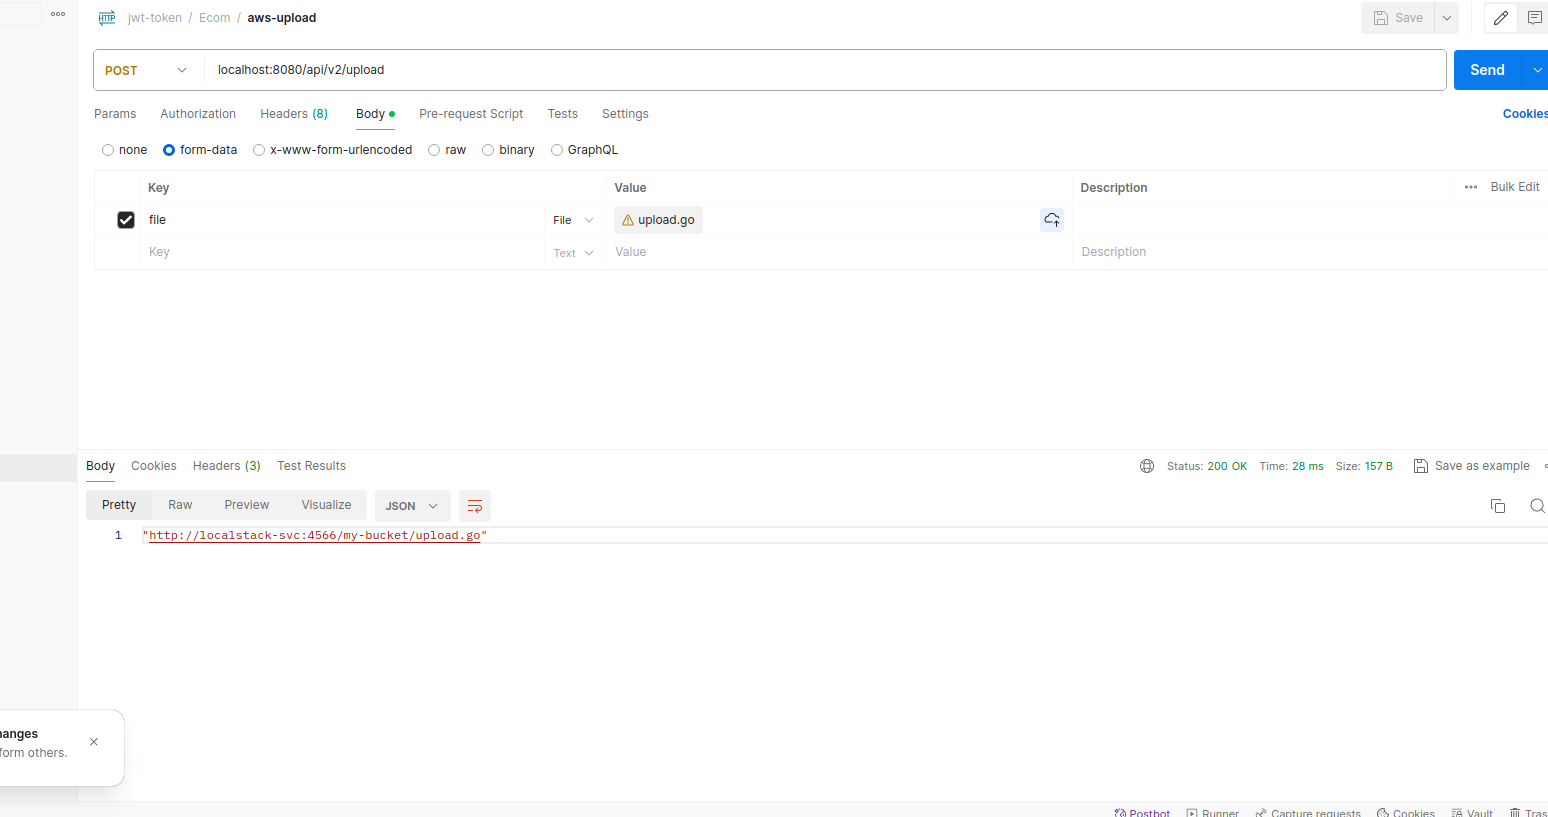 HTTP jwt-token / Ecom / aws-upload
Save
POST localhost:8080/api/v2/upload Send
Params Authorization Headers (8) Body Pre-request Script Tests Settings Cookies
none form-data x-www-form-urlencoded raw binary GraphQL
Key Value Description Bulk Edit
file File upload.go
Key Text Value Description
Body Cookies Headers (3) Test Results Status: 200 OK Time: 28 ms Size: 157 B Save as example
Pretty Raw Preview Visualize JSON
1 "http://localstack-svc:4566/my-bucket/upload.go"
hanges
form others.
Postbot Runner Capture requests Cookies Vault Tras